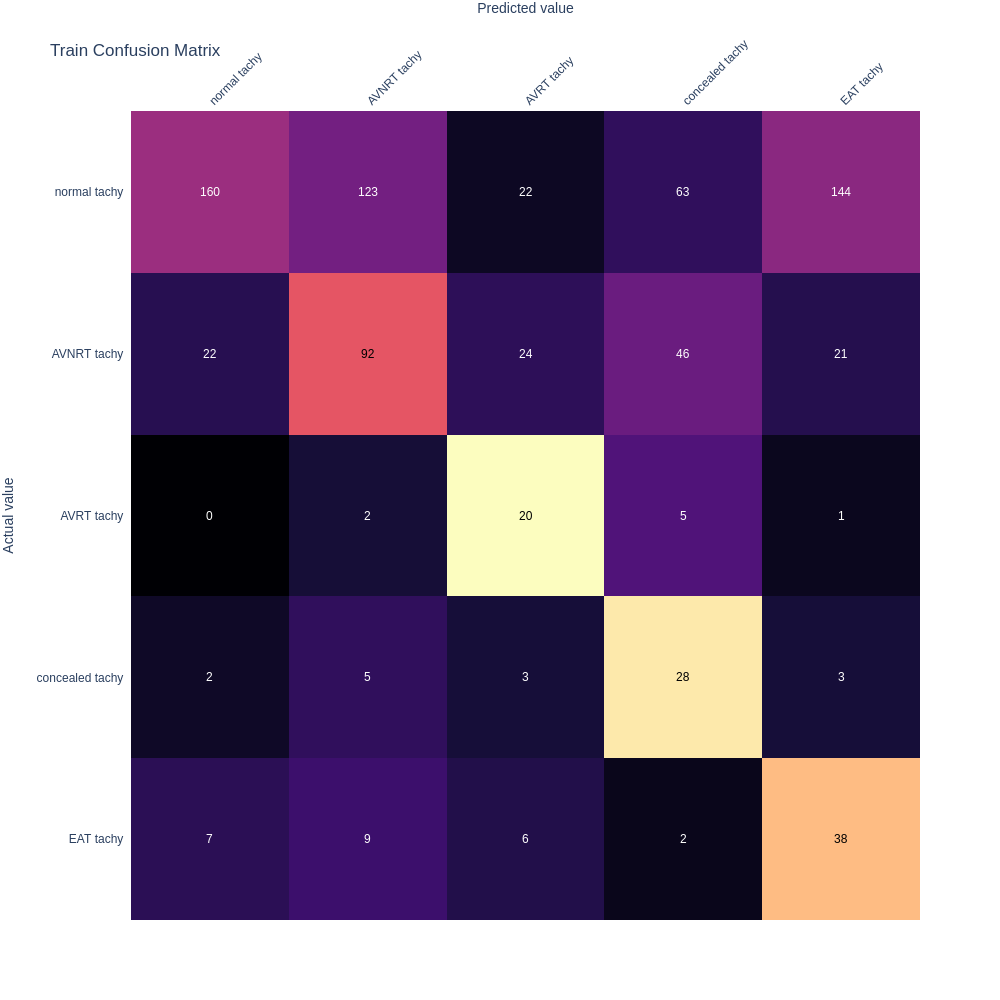 Predicted value
Train Confusion Matrix
normal tachy AVNRT tachy AVRT tachy concealed tachy EAT tachy
normal tachy 160 123 22 63 144
AVNRT tachy 22 92 24 46 21
AVRT tachy 0 2 20 5 1
concealed tachy 2 5 3 28 3
EAT tachy 7 9 6 2 38
Actual value